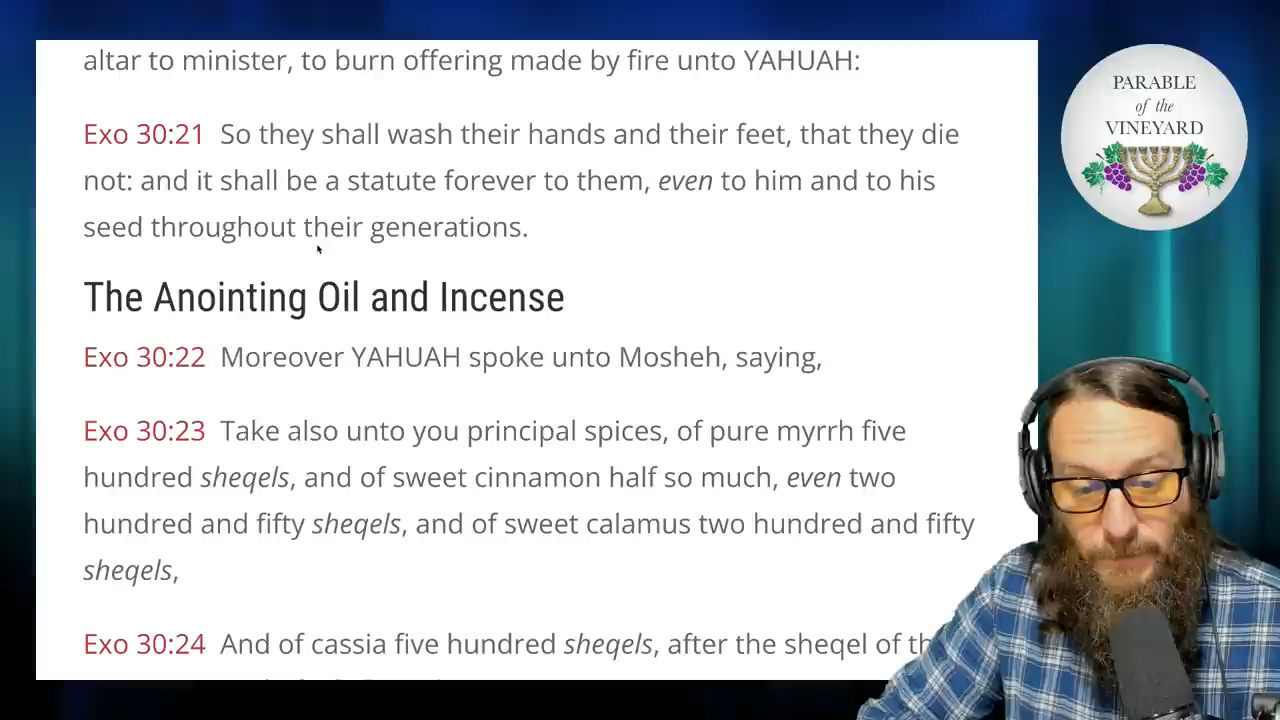 altar to minister, to burn offering made by fire unto YAHUAH:
Exo 30:21 So they shall wash their hands and their feet, that they die
not: and it shall be a statute forever to them, even to him and to his
seed throughout their generations.
The Anointing Oil and Incense
Exo 30:22 Moreover YAHUAH spoke unto Mosheh, saying,
Exo 30:23 Take also unto you principal spices, of pure myrrh five
hundred sheqels, and of sweet cinnamon half so much, even two
hundred and fifty sheqels, and of sweet calamus two hundred and fifty
sheqels,
Exo 30:24 And of cassia five hundred sheqels, after the sheqel of
PARABLE
of the
VINEYARD